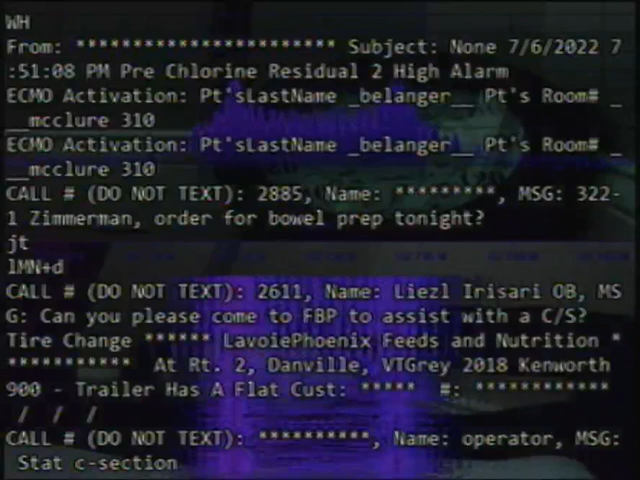 WH
From: *********************** Subject: None 7/6/2022 7
:51:08 PM Pre Chlorine Residual 2 High Alarm
ECMO Activation: Pt'sLastName _belanger__ Pt's Room# _
__mcclure 310
ECMO Activation: Pt'sLastName _belanger__ Pt's Room# _
__mcclure 310
CALL # (DO NOT TEXT): 2885, Name: *********, MSG: 322-
1 Zimmerman, order for bowel prep tonight?
jt
lMN+d
CALL # (DO NOT TEXT): 2611, Name: Liezl Irisari OB, MS
G: Can you please come to FBP to assist with a C/S?
Tire Change ****** LavoiePhoenix Feeds and Nutrition *
*********** At Rt. 2, Danville, VTGrey 2018 Kenworth
900 - Trailer Has A Flat Cust: ***** #: ************
/ / /
CALL # (DO NOT TEXT): **********, Name: operator, MSG:
Stat c-section